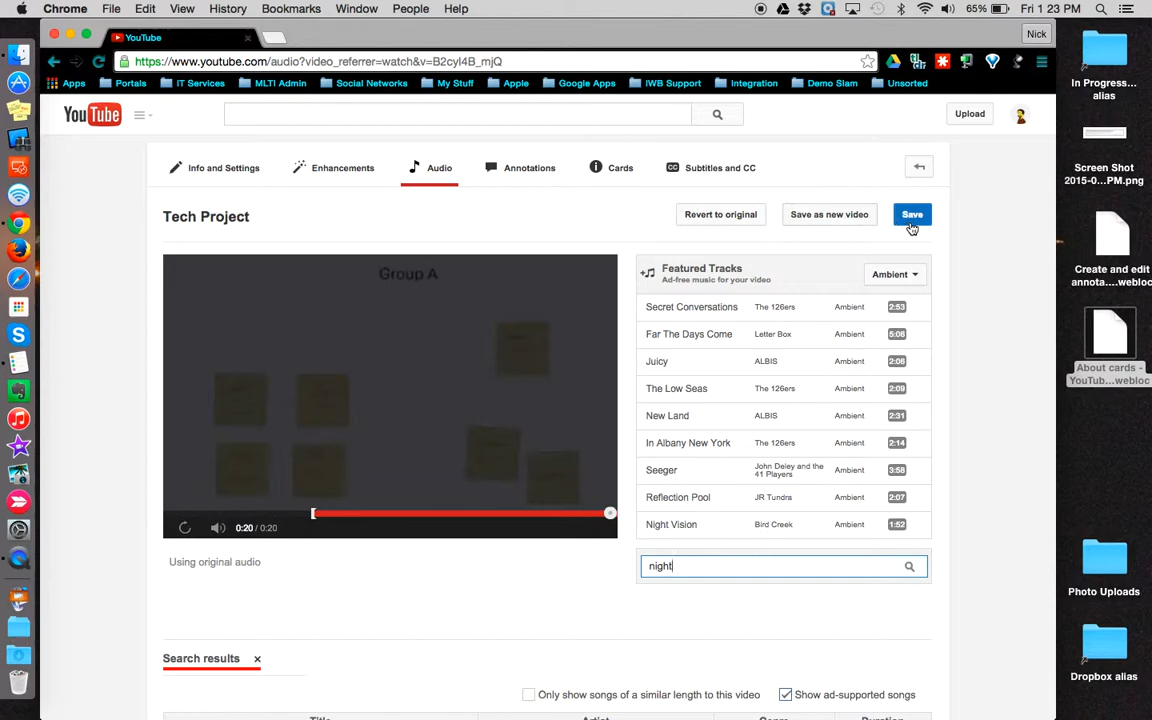 Chrome File Edit View History Bookmarks Window People Help 65% Fri 1:23 PM
YouTube Nick
https://www.youtube.com/audio?video_referrer=watch&v=B2cyI4B_mjQ
Apps Portals IT Services MLTI Admin Social Networks My Stuff Apple Google Apps IWB Support Integration Demo Slam Unsorted
In Progress... alias
YouTube Upload
Screen Shot 2015-0...PM.png
Info and Settings Enhancements Audio Annotations Cards CC Subtitles and CC
Tech Project Revert to original Save as new video Save
Group A
Featured Tracks Ambient
Ad-free music for your video
Create and edit annota....webloc
Secret Conversations The 126ers Ambient 2:53
Far The Days Come Letter Box Ambient 5:06
Juicy ALBIS Ambient 2:06
About cards - YouTub...webloc
The Low Seas The 126ers Ambient 2:09
New Land ALBIS Ambient 2:31
In Albany New York The 126ers Ambient 2:14
Seeger John Deley and the 41 Players Ambient 3:58
Reflection Pool JR Tundra Ambient 2:07
Night Vision Bird Creek Ambient 1:52
0:20 / 0:20
Using original audio
night
Photo Uploads
Search results ×
Dropbox alias
Only show songs of a similar length to this video Show ad-supported songs
Title Artist Genre Duration